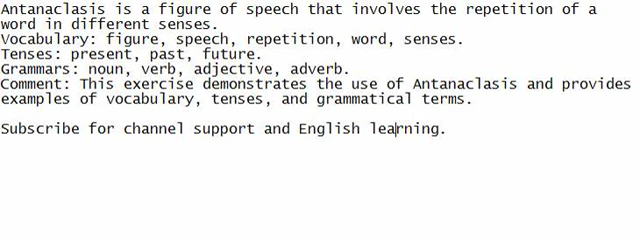 Antanaclasis is a figure of speech that involves the repetition of a
word in different senses.
Vocabulary: figure, speech, repetition, word, senses.
Tenses: present, past, future.
Grammars: noun, verb, adjective, adverb.
Comment: This exercise demonstrates the use of Antanaclasis and provides
examples of vocabulary, tenses, and grammatical terms.
Subscribe for channel support and English learning.